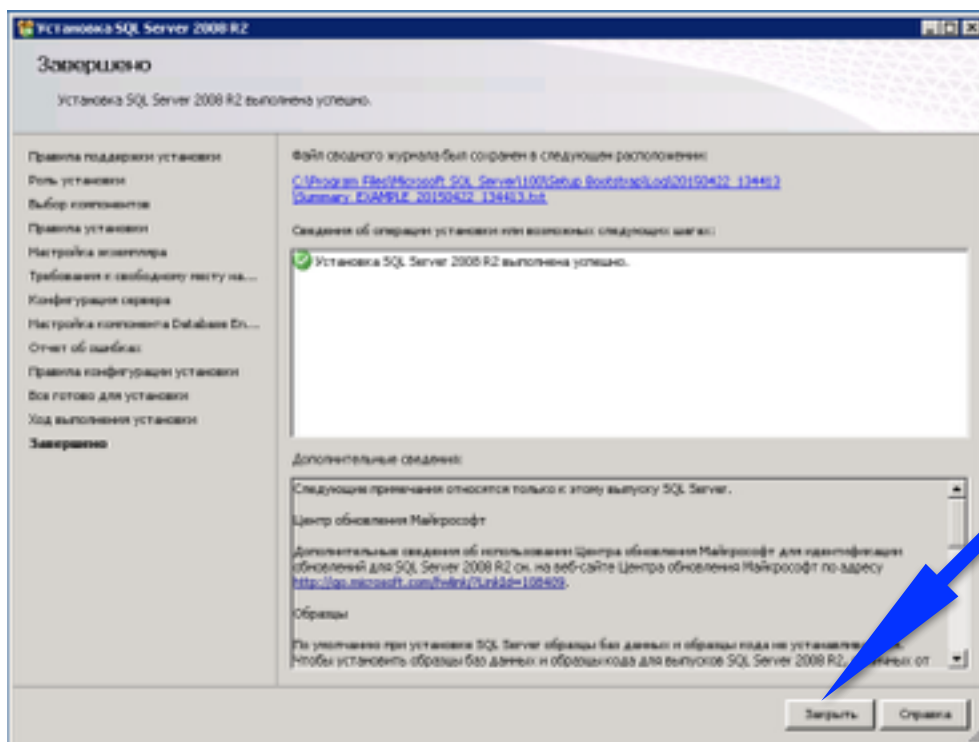 Установка SQL Server 2008 R2
Завершено
Установка SQL Server 2008 R2 выполнена успешно.
Правила поддержки установки
Роль установки
Выбор компонентов
Правила установки
Настройка экземпляра
Требования к свободному месту на...
Конфигурация сервера
Настройка компонента Database En...
Отчет об ошибках
Правила конфигурации установки
Все готово для установки
Ход выполнения установки
Завершено
Файл сводного журнала был сохранен в следующем расположении:
C:\Program Files\Microsoft SQL Server\100\Setup Bootstrap\Log\20150422_134413
\Summary_EXAMPLE_20150422_134413.txt
Сведения об операции установки или возможных следующих шагах:
Установка SQL Server 2008 R2 выполнена успешно.
Дополнительные сведения:
Следующие примечания относятся только к этому выпуску SQL Server.
Центр обновления Майкрософт
Дополнительные сведения об использовании Центра обновления Майкрософт для идентификации
обновлений для SQL Server 2008 R2 см. на веб-сайте Центра обновления Майкрософт по адресу
http://go.microsoft.com/fwlink/?LinkId=108409.
Образцы
По умолчанию при установке SQL Server образцы баз данных и образцы кода не
Чтобы установить образцы баз данных и образцы кода для выпусков SQL Server 2008 R2, от
Закрыть
Справка